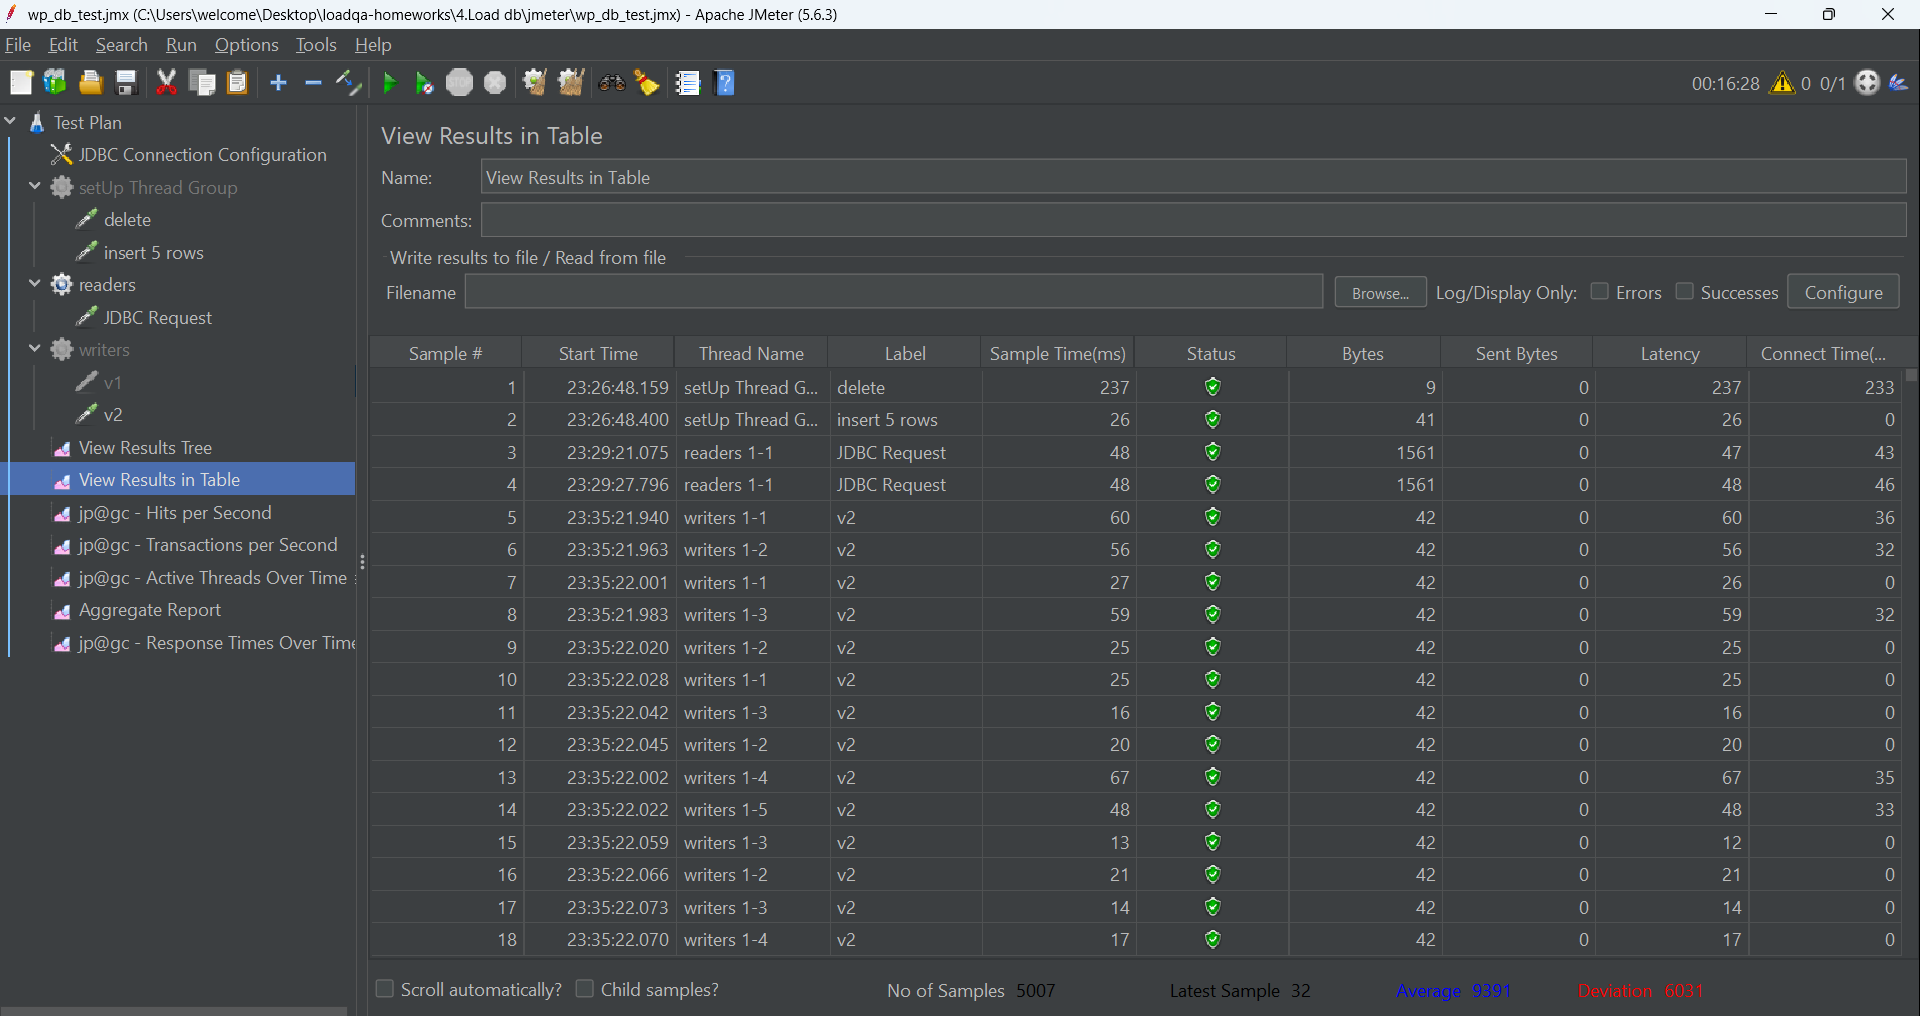 wp_db_test.jmx (C:\Users\welcome\Desktop\loadqa-homeworks\4.Load db\jmeter\wp_db_test.jmx) - Apache JMeter (5.6.3)
File Edit Search Run Options Tools Help
STOP 00:16:28 0 0/1
Test Plan
JDBC Connection Configuration
setUp Thread Group
delete
insert 5 rows
readers
JDBC Request
writers
v1
v2
View Results Tree
View Results in Table
jp@gc - Hits per Second
jp@gc - Transactions per Second
jp@gc - Active Threads Over Time
Aggregate Report
jp@gc - Response Times Over Time
View Results in Table
Name: View Results in Table
Comments:
Write results to file / Read from file
Filename Browse... Log/Display Only: Errors Successes Configure
Sample # Start Time Thread Name Label Sample Time(ms) Status Bytes Sent Bytes Latency Connect Time(...
1 23:26:48.159 setUp Thread G... delete 237 9 0 237 233
2 23:26:48.400 setUp Thread G... insert 5 rows 26 41 0 26 0
3 23:29:21.075 readers 1-1 JDBC Request 48 1561 0 47 43
4 23:29:27.796 readers 1-1 JDBC Request 48 1561 0 48 46
5 23:35:21.940 writers 1-1 v2 60 42 0 60 36
6 23:35:21.963 writers 1-2 v2 56 42 0 56 32
7 23:35:22.001 writers 1-1 v2 27 42 0 26 0
8 23:35:21.983 writers 1-3 v2 59 42 0 59 32
9 23:35:22.020 writers 1-2 v2 25 42 0 25 0
10 23:35:22.028 writers 1-1 v2 25 42 0 25 0
11 23:35:22.042 writers 1-3 v2 16 42 0 16 0
12 23:35:22.045 writers 1-2 v2 20 42 0 20 0
13 23:35:22.002 writers 1-4 v2 67 42 0 67 35
14 23:35:22.022 writers 1-5 v2 48 42 0 48 33
15 23:35:22.059 writers 1-3 v2 13 42 0 12 0
16 23:35:22.066 writers 1-2 v2 21 42 0 21 0
17 23:35:22.073 writers 1-3 v2 14 42 0 14 0
18 23:35:22.070 writers 1-4 v2 17 42 0 17 0
Scroll automatically? Child samples? No of Samples 5007 Latest Sample 32 Average 9391 Deviation 6031